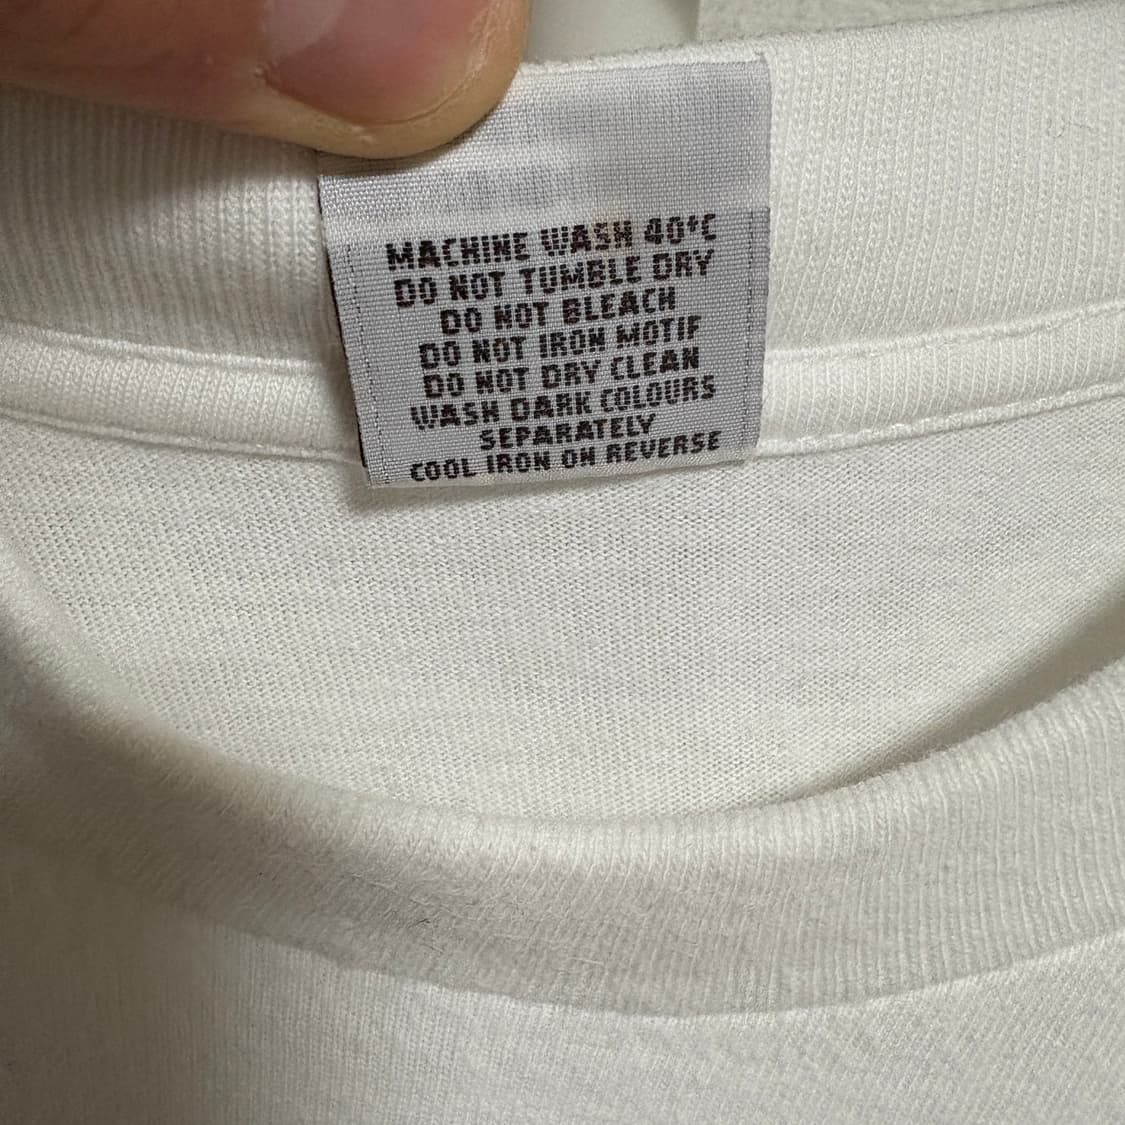 MACHINE WASH 40°C
DO NOT TUMBLE DRY
DO NOT BLEACH
DO NOT IRON MOTIF
DO NOT DRY CLEAN
WASH DARK COLOURS
SEPARATELY
COOL IRON ON REVERSE